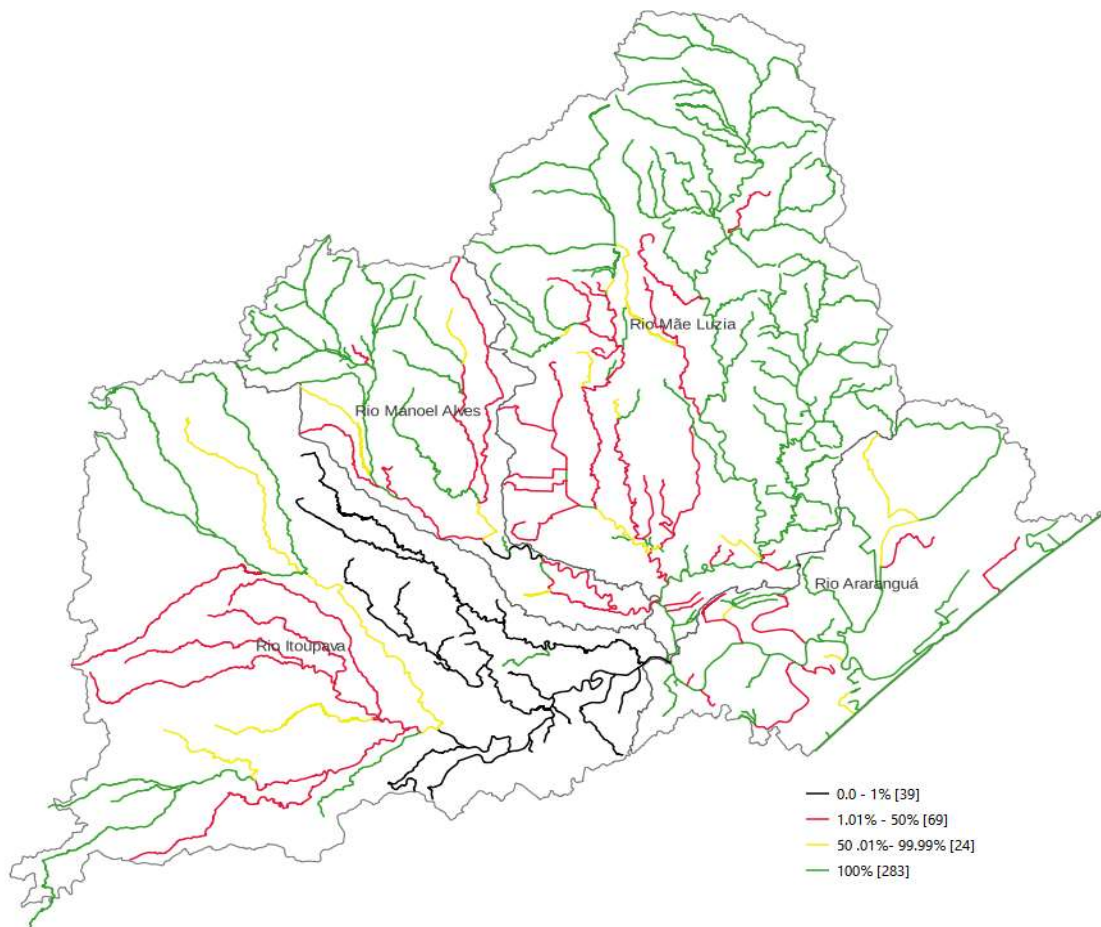 Rio Mãe Luzia
Rio Manoel Alves
Rio Araranguá
Rio Itoupava
0.0 - 1% [39]
1.01% - 50% [69]
50 .01%- 99.99% [24]
100% [283]